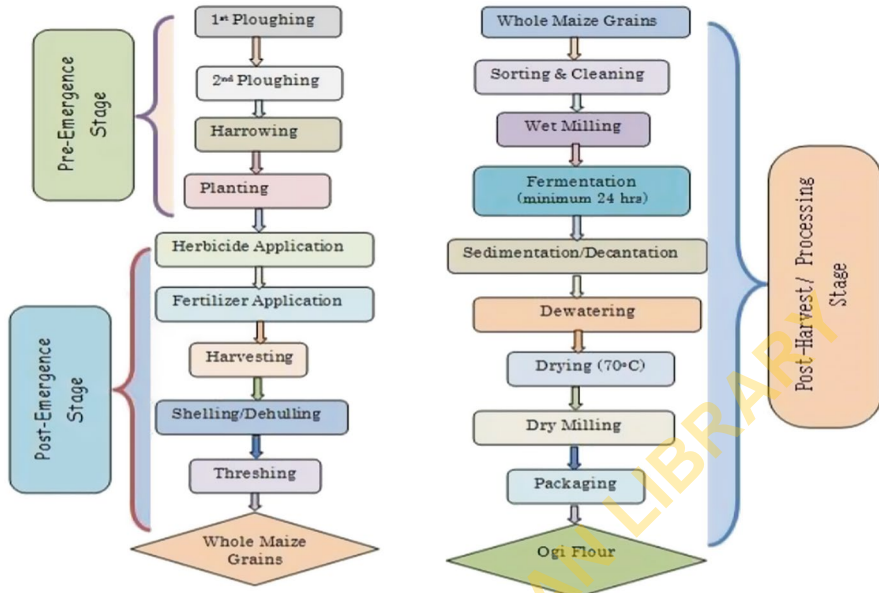 1st Ploughing
2nd Ploughing
Harrowing
Planting
Pre-Emergence
Stage
Herbicide Application
Fertilizer Application
Harvesting
Shelling/Dehulling
Threshing
Whole Maize
Grains
Post-Emergence
Stage
Whole Maize Grains
Sorting & Cleaning
Wet Milling
Fermentation
(minimum 24 hrs)
Sedimentation/Decantation
Dewatering
Drying (70°C)
Dry Milling
Packaging
Ogi Flour
Post-Harvest/ Processing
Stage
LIBRARY